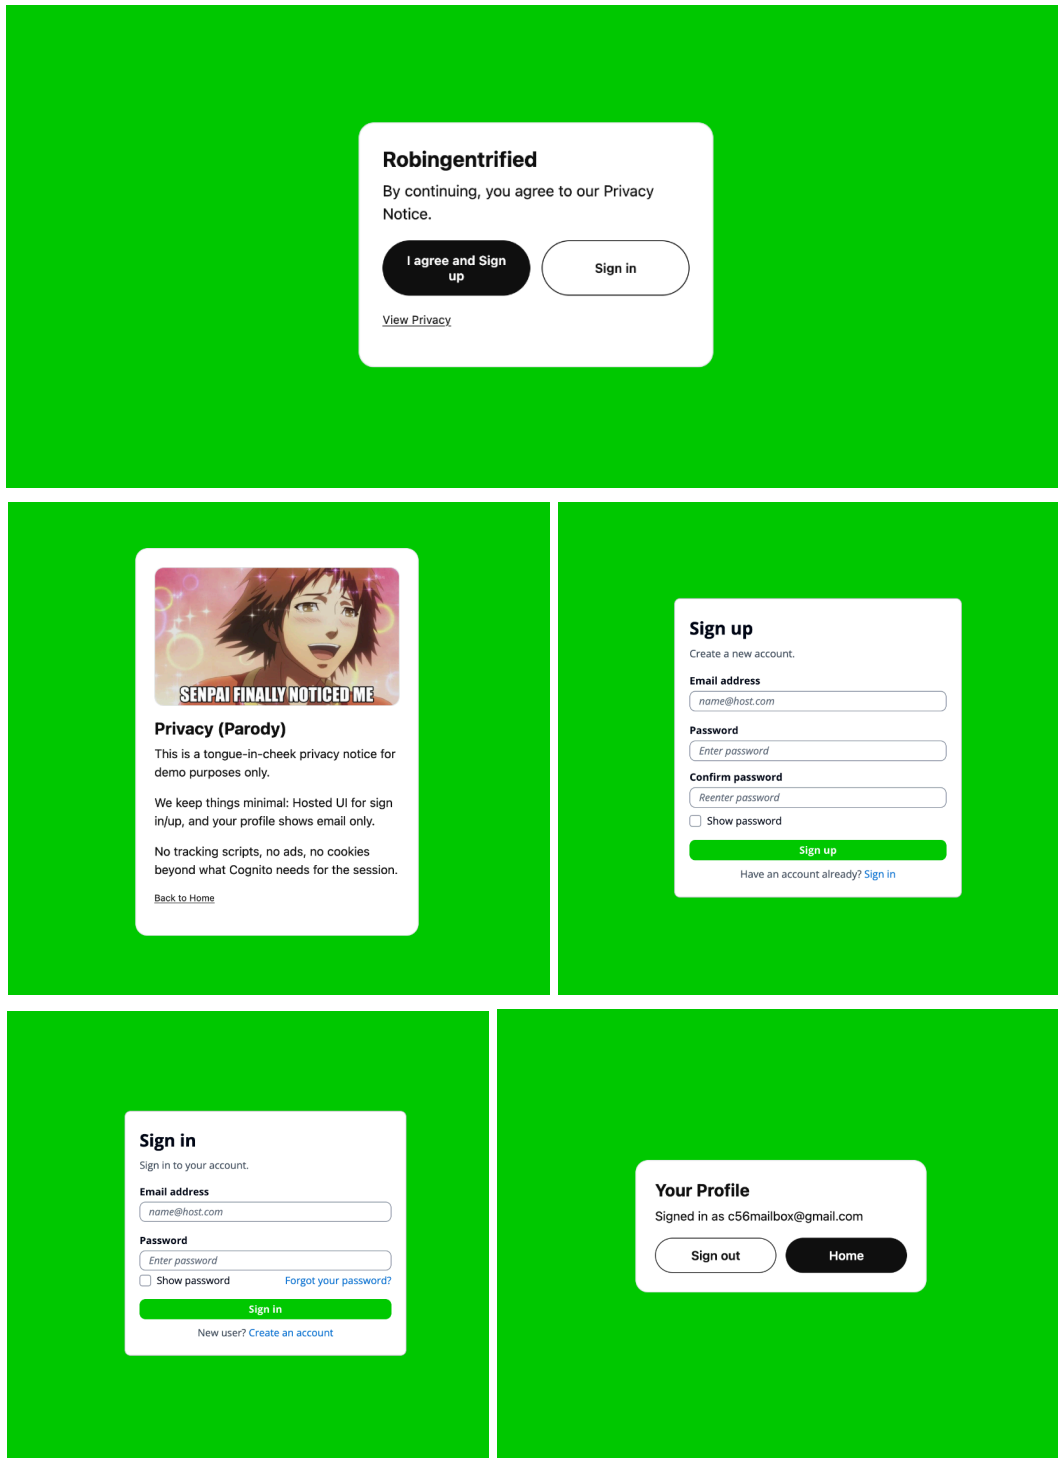 Robingentrified
By continuing, you agree to our Privacy
Notice.
I agree and Sign
up
Sign in
View Privacy
SENPAI FINALLY NOTICED ME
Privacy (Parody)
This is a tongue-in-cheek privacy notice for
demo purposes only.
We keep things minimal: Hosted UI for sign
in/up, and your profile shows email only.
No tracking scripts, no ads, no cookies
beyond what Cognito needs for the session.
Back to Home
Sign up
Create a new account.
Email address
name@host.com
Password
Enter password
Confirm password
Reenter password
Show password
Sign up
Have an account already? Sign in
Sign in
Sign in to your account.
Email address
name@host.com
Password
Enter password
Show password Forgot your password?
Sign in
New user? Create an account
Your Profile
Signed in as c56mailbox@gmail.com
Sign out
Home